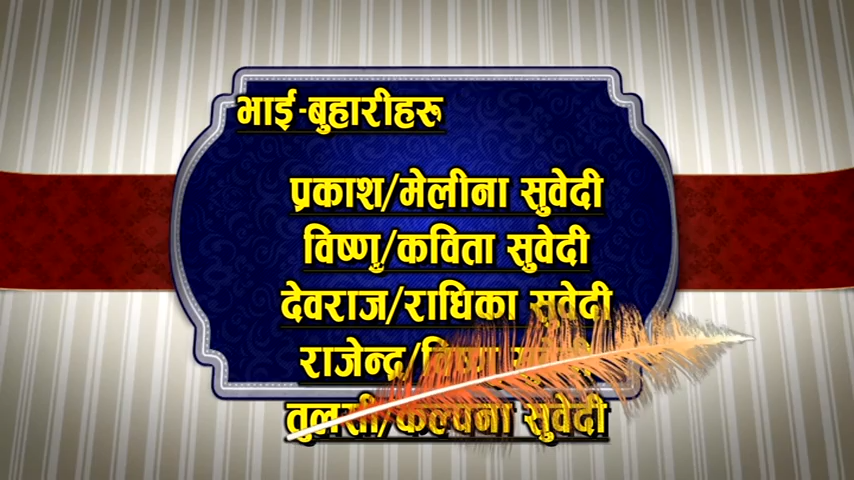 भाई-बुहारीहरू
प्रकाश/मेलीना सुवेदी
विष्णु/कविता सुवेदी
देवराज/राधिका सुवेदी
राजेन्द्र/ सुवेदी
तुलसी/कल्पना सुवेदी